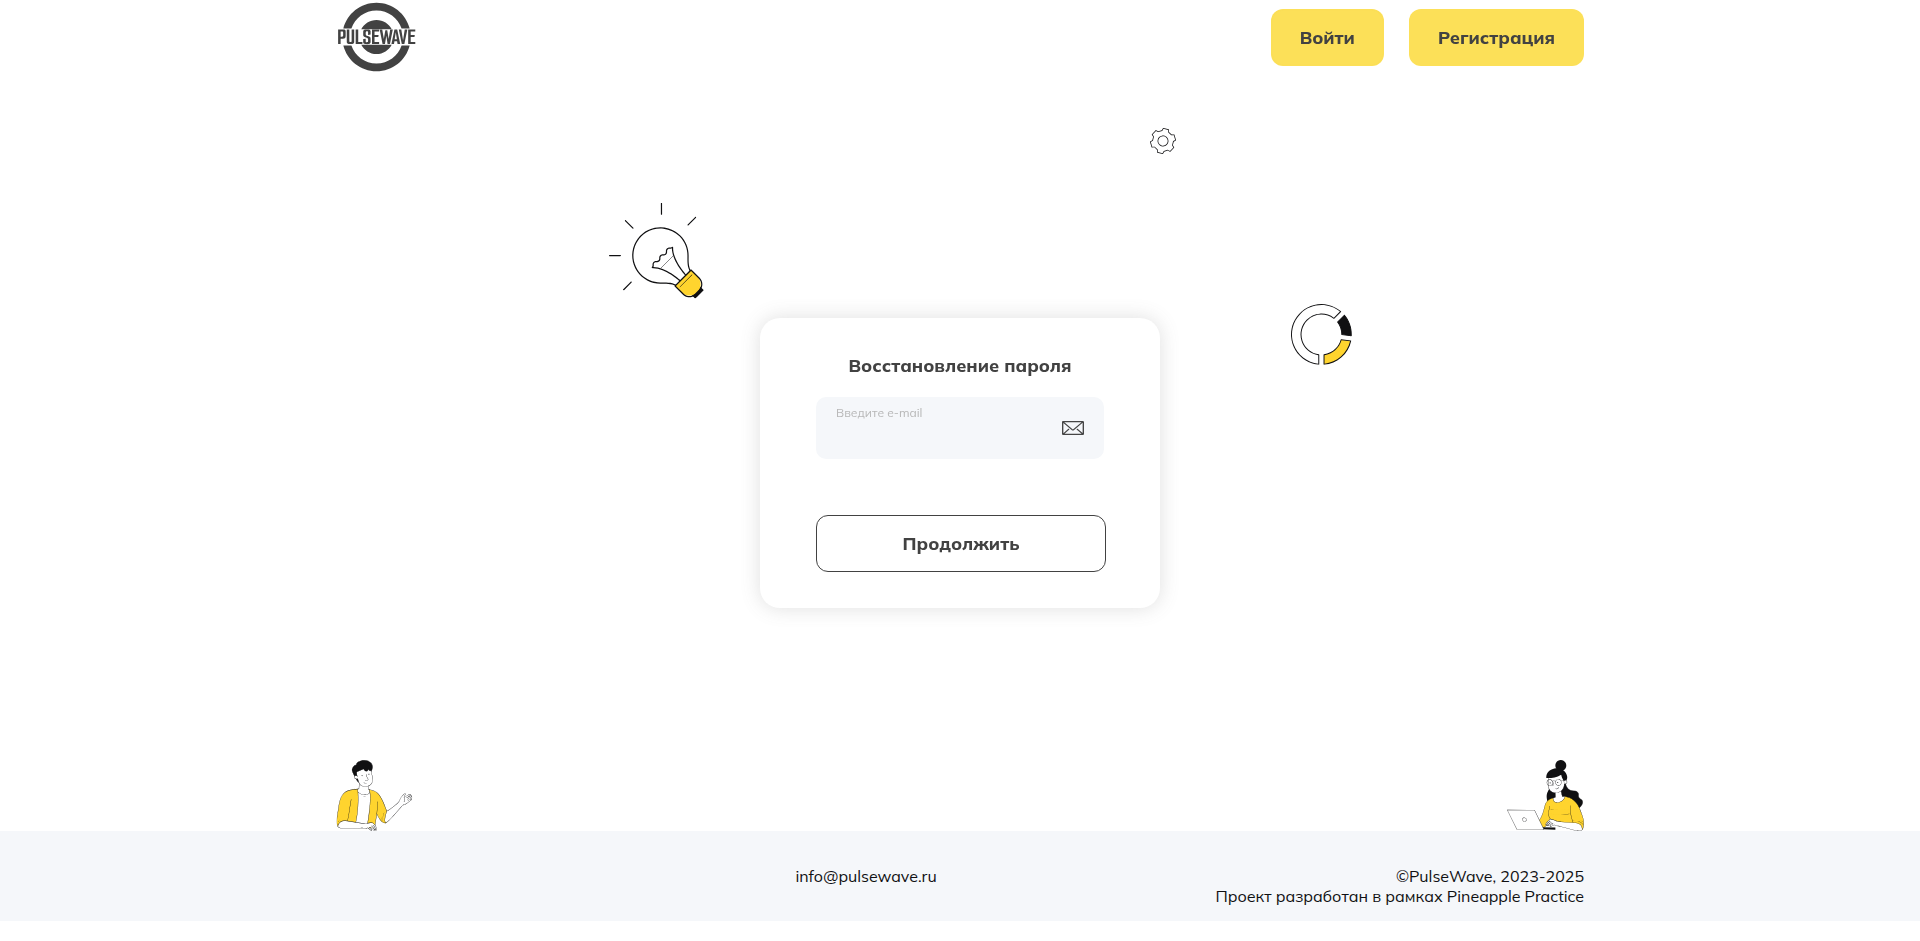 PULSEWAVE
Войти
Регистрация
Восстановление пароля
Введите e-mail
Продолжить
info@pulsewave.ru
©PulseWave, 2023-2025
Проект разработан в рамках Pineapple Practice